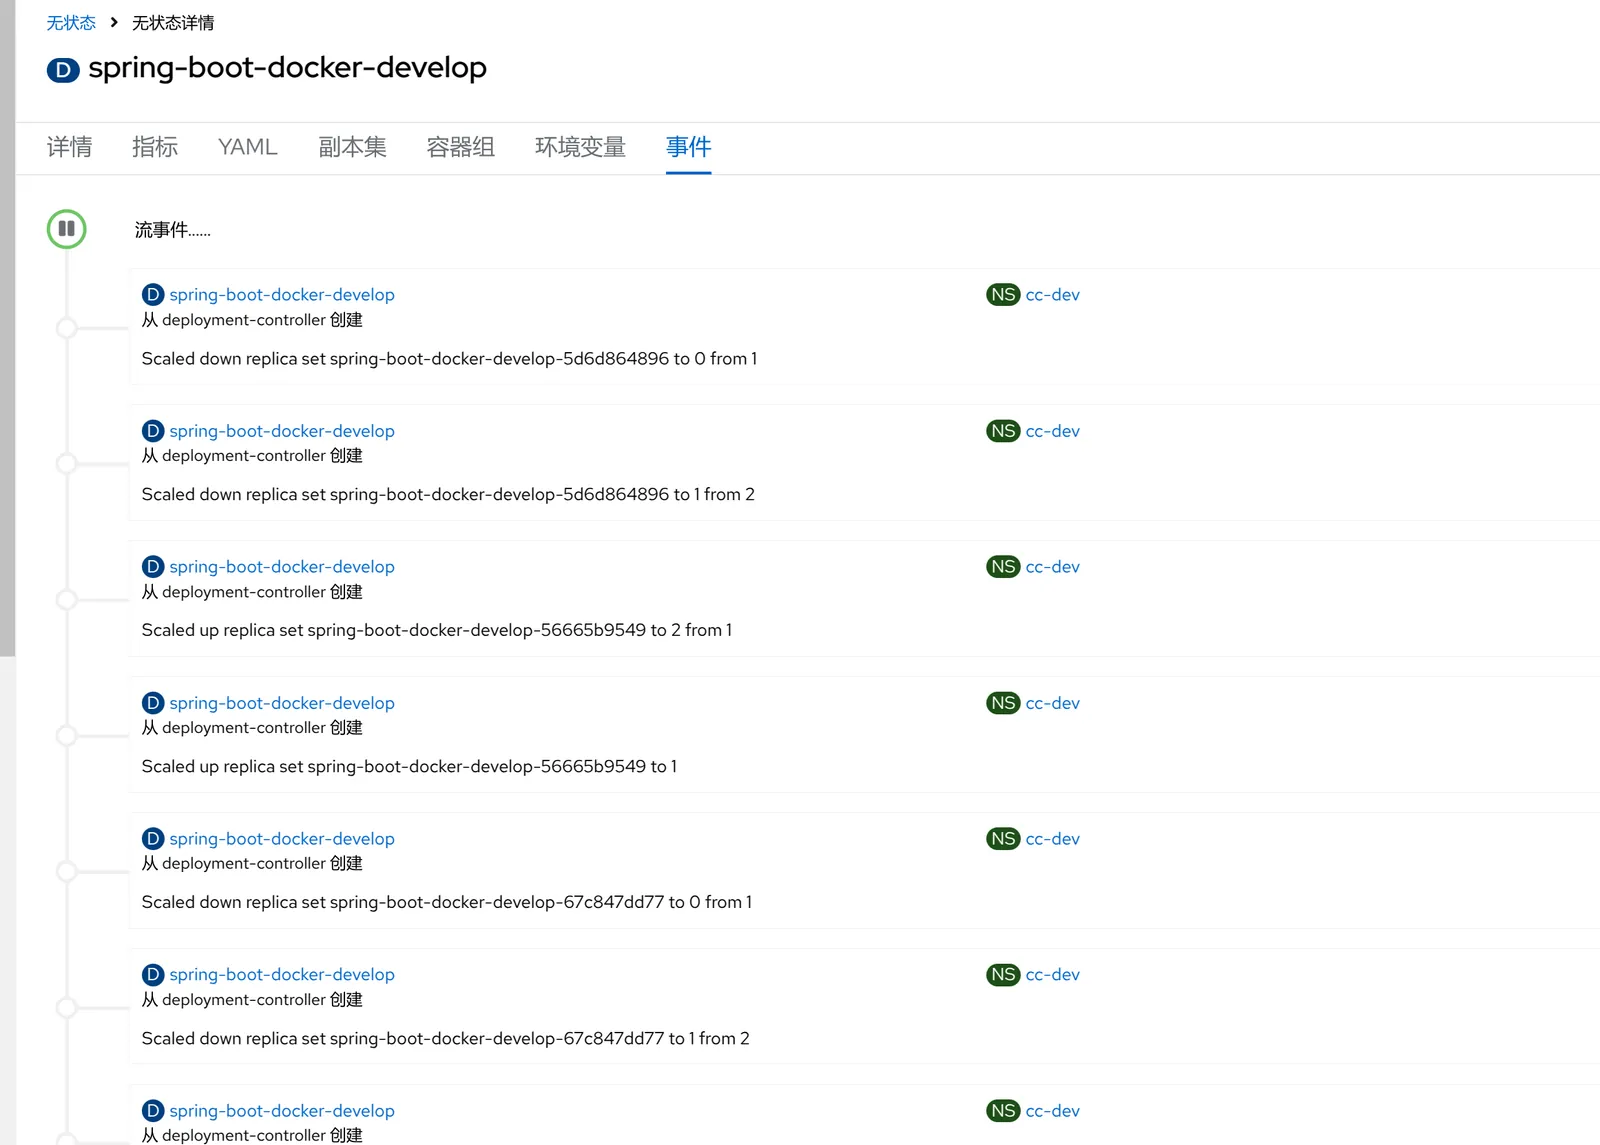 无状态 > 无状态详情
D spring-boot-docker-develop
详情 指标 YAML 副本集 容器组 环境变量 事件
流事件......
D spring-boot-docker-develop NS cc-dev
从 deployment-controller 创建
Scaled down replica set spring-boot-docker-develop-5d6d864896 to 0 from 1
D spring-boot-docker-develop NS cc-dev
从 deployment-controller 创建
Scaled down replica set spring-boot-docker-develop-5d6d864896 to 1 from 2
D spring-boot-docker-develop NS cc-dev
从 deployment-controller 创建
Scaled up replica set spring-boot-docker-develop-56665b9549 to 2 from 1
D spring-boot-docker-develop NS cc-dev
从 deployment-controller 创建
Scaled up replica set spring-boot-docker-develop-56665b9549 to 1
D spring-boot-docker-develop NS cc-dev
从 deployment-controller 创建
Scaled down replica set spring-boot-docker-develop-67c847dd77 to 0 from 1
D spring-boot-docker-develop NS cc-dev
从 deployment-controller 创建
Scaled down replica set spring-boot-docker-develop-67c847dd77 to 1 from 2
D spring-boot-docker-develop NS cc-dev
从 deployment-controller 创建